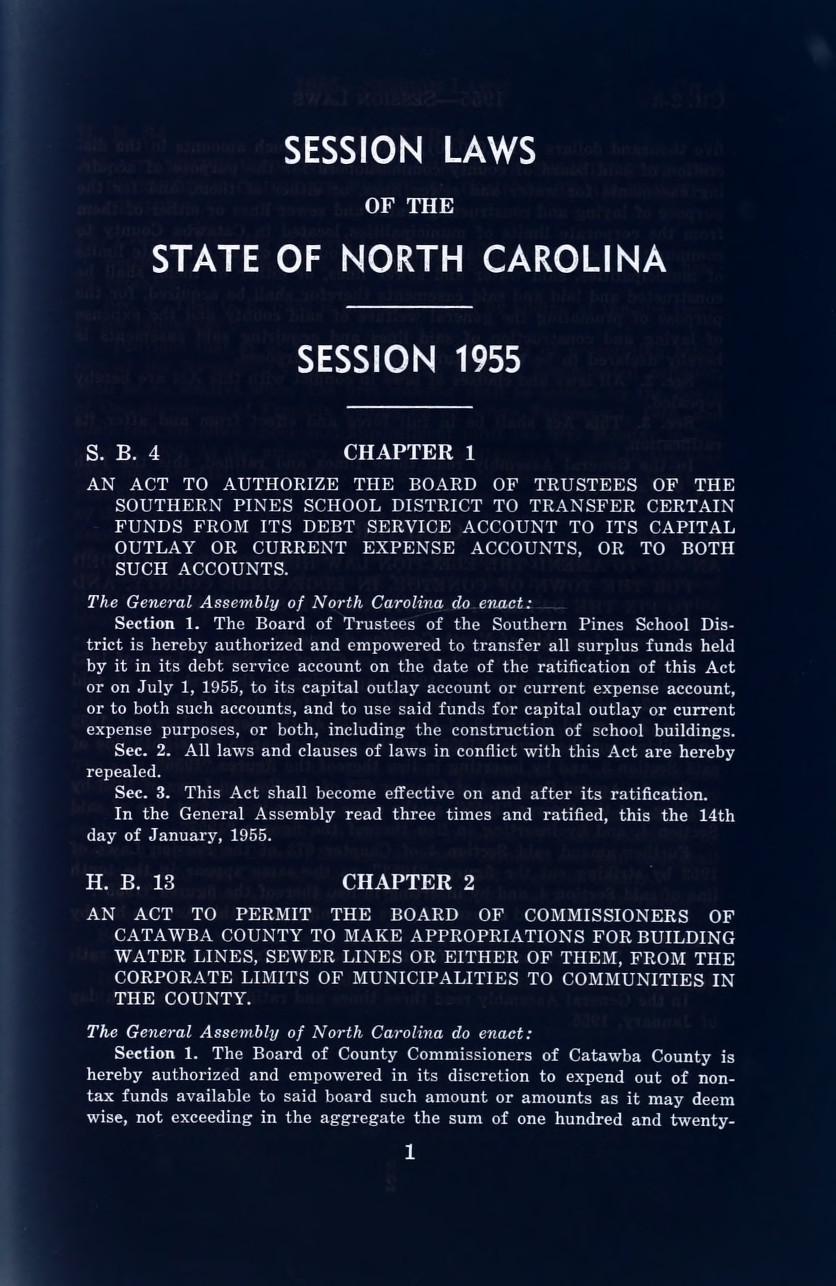 SESSION LAWS
OF THE
STATE OF NORTH CAROLINA
SESSION 1955
S. B. 4 CHAPTER 1
AN ACT TO AUTHORIZE THE BOARD OF TRUSTEES OF THE
SOUTHERN PINES SCHOOL DISTRICT TO TRANSFER CERTAIN
FUNDS FROM ITS DEBT SERVICE ACCOUNT TO ITS CAPITAL
OUTLAY OR CURRENT EXPENSE ACCOUNTS, OR TO BOTH
SUCH ACCOUNTS.
The General Assembly of North Carolina do enact:
Section 1. The Board of Trustees of the Southern Pines School Dis-
trict is hereby authorized and empowered to transfer all surplus funds held
by it in its debt service account on the date of the ratification of this Act
or on July 1, 1955, to its capital outlay account or current expense account,
or to both such accounts, and to use said funds for capital outlay or current
expense purposes, or both, including the construction of school buildings.
Sec. 2. All laws and clauses of laws in conflict with this Act are hereby
repealed.
Sec. 3. This Act shall become effective on and after its ratification.
In the General Assembly read three times and ratified, this the 14th
day of January, 1955.
H. B. 13 CHAPTER 2
AN ACT TO PERMIT THE BOARD OF COMMISSIONERS OF
CATAWBA COUNTY TO MAKE APPROPRIATIONS FOR BUILDING
WATER LINES, SEWER LINES OR EITHER OF THEM, FROM THE
CORPORATE LIMITS OF MUNICIPALITIES TO COMMUNITIES IN
THE COUNTY.
The General Assembly of North Carolina do enact:
Section 1. The Board of County Commissioners of Catawba County is
hereby authorized and empowered in its discretion to expend out of non-
tax funds available to said board such amount or amounts as it may deem
wise, not exceeding in the aggregate the sum of one hundred and twenty-
1